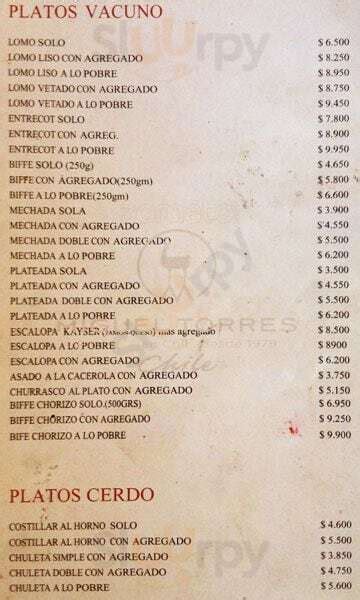 PLATOS VACUNO
LOMO SOLO $ 6.500
LOMO LISO CON AGREGADO $ 8.250
LOMO LISO A LO POBRE $ 8.950
LOMO VETADO CON AGREGADO $ 8.750
LOMO VETADO A LO POBRE $ 9.450
ENTRECOT SOLO $ 7.800
ENTRECOT CON AGREG. $ 8.900
ENTRECOT A LO POBRE $ 9.950
BIFFE SOLO (250g) $ 4.650
BIFFE CON AGREGADO(250gm) $ 5.800
BIFFE A LO POBRE(250gm) $ 6.600
MECHADA SOLA $ 3.900
MECHADA CON AGREGADO $ 4.550
MECHADA DOBLE CON AGREGADO $ 5.500
MECHADA A LO POBRE $ 6.200
PLATEADA SOLA $ 3.500
PLATEADA CON AGREGADO $ 4.550
PLATEADA DOBLE CON AGREGADO $ 5.500
PLATEADA A LO POBRE $ 6.200
ESCALOPA KAYSER (JAMON-QUESO) mas agregado $ 8.500
ESCALOPA A LO POBRE $ 8900
ESCALOPA CON AGREGADO $ 6.200
ASADO A LA CACEROLA CON AGREGADO $ 3.750
CHURRASCO AL PLATO CON AGREGADO $ 5.150
BIFFE CHORIZO SOLO.(500GRS) $ 6.950
BIFFE CHORIZO CON AGREGADO $ 9.250
BIFE CHORIZO A LO POBRE $ 9.900
PLATOS CERDO
COSTILLAR AL HORNO SOLO $ 4.600
COSTILLAR AL HORNO CON AGREGADO $ 5.500
CHULETA SIMPLE CON AGREGADO $ 3.850
CHULETA DOBLE CON AGREGADO $ 4.750
CHULETA A LO POBRE $ 5.600